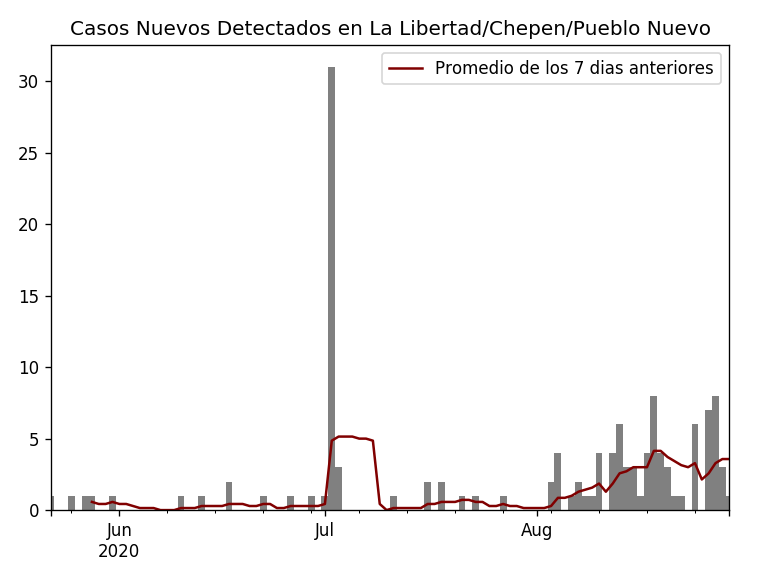 Casos Nuevos Detectados en La Libertad/Chepen/Pueblo Nuevo
Promedio de los 7 dias anteriores
30
25
20
15
10
5
0
Jun
2020
Jul
Aug